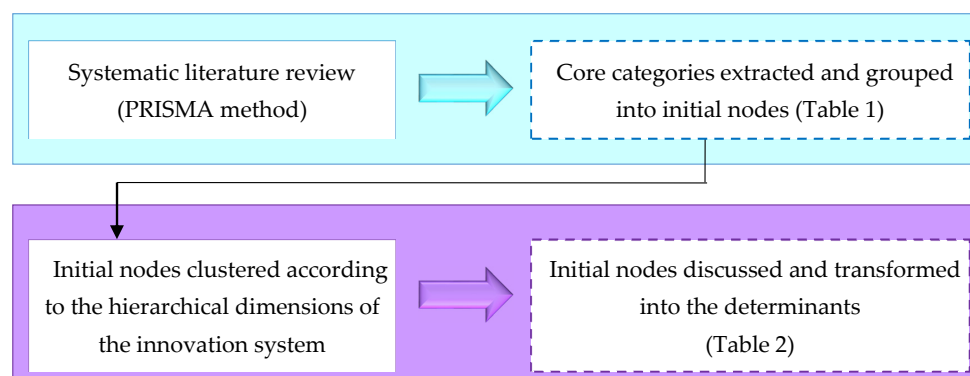 Systematic literature review
(PRISMA method)
Core categories extracted and grouped
into initial nodes (Table 1)
Initial nodes clustered according
to the hierarchical dimensions of
the innovation system
Initial nodes discussed and transformed
into the determinants
(Table 2)